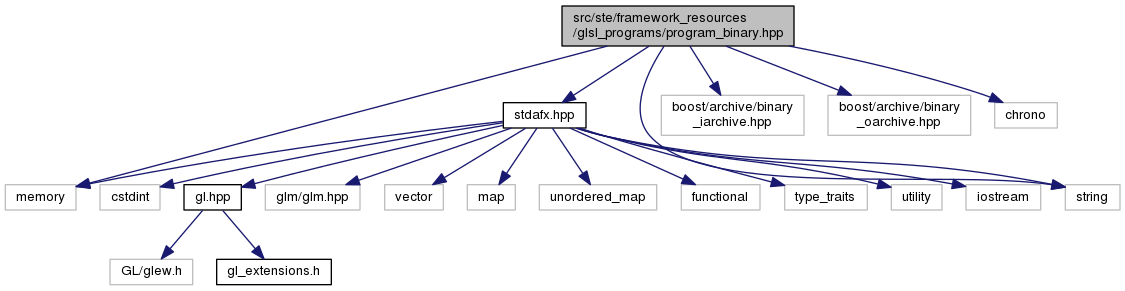 src/ste/framework_resources
/glsl_programs/program_binary.hpp
stdafx.hpp
boost/archive/binary
_iarchive.hpp
boost/archive/binary
_oarchive.hpp
chrono
memory
cstdint
gl.hpp
glm/glm.hpp
vector
map
unordered_map
functional
type_traits
utility
iostream
string
GL/glew.h
gl_extensions.h